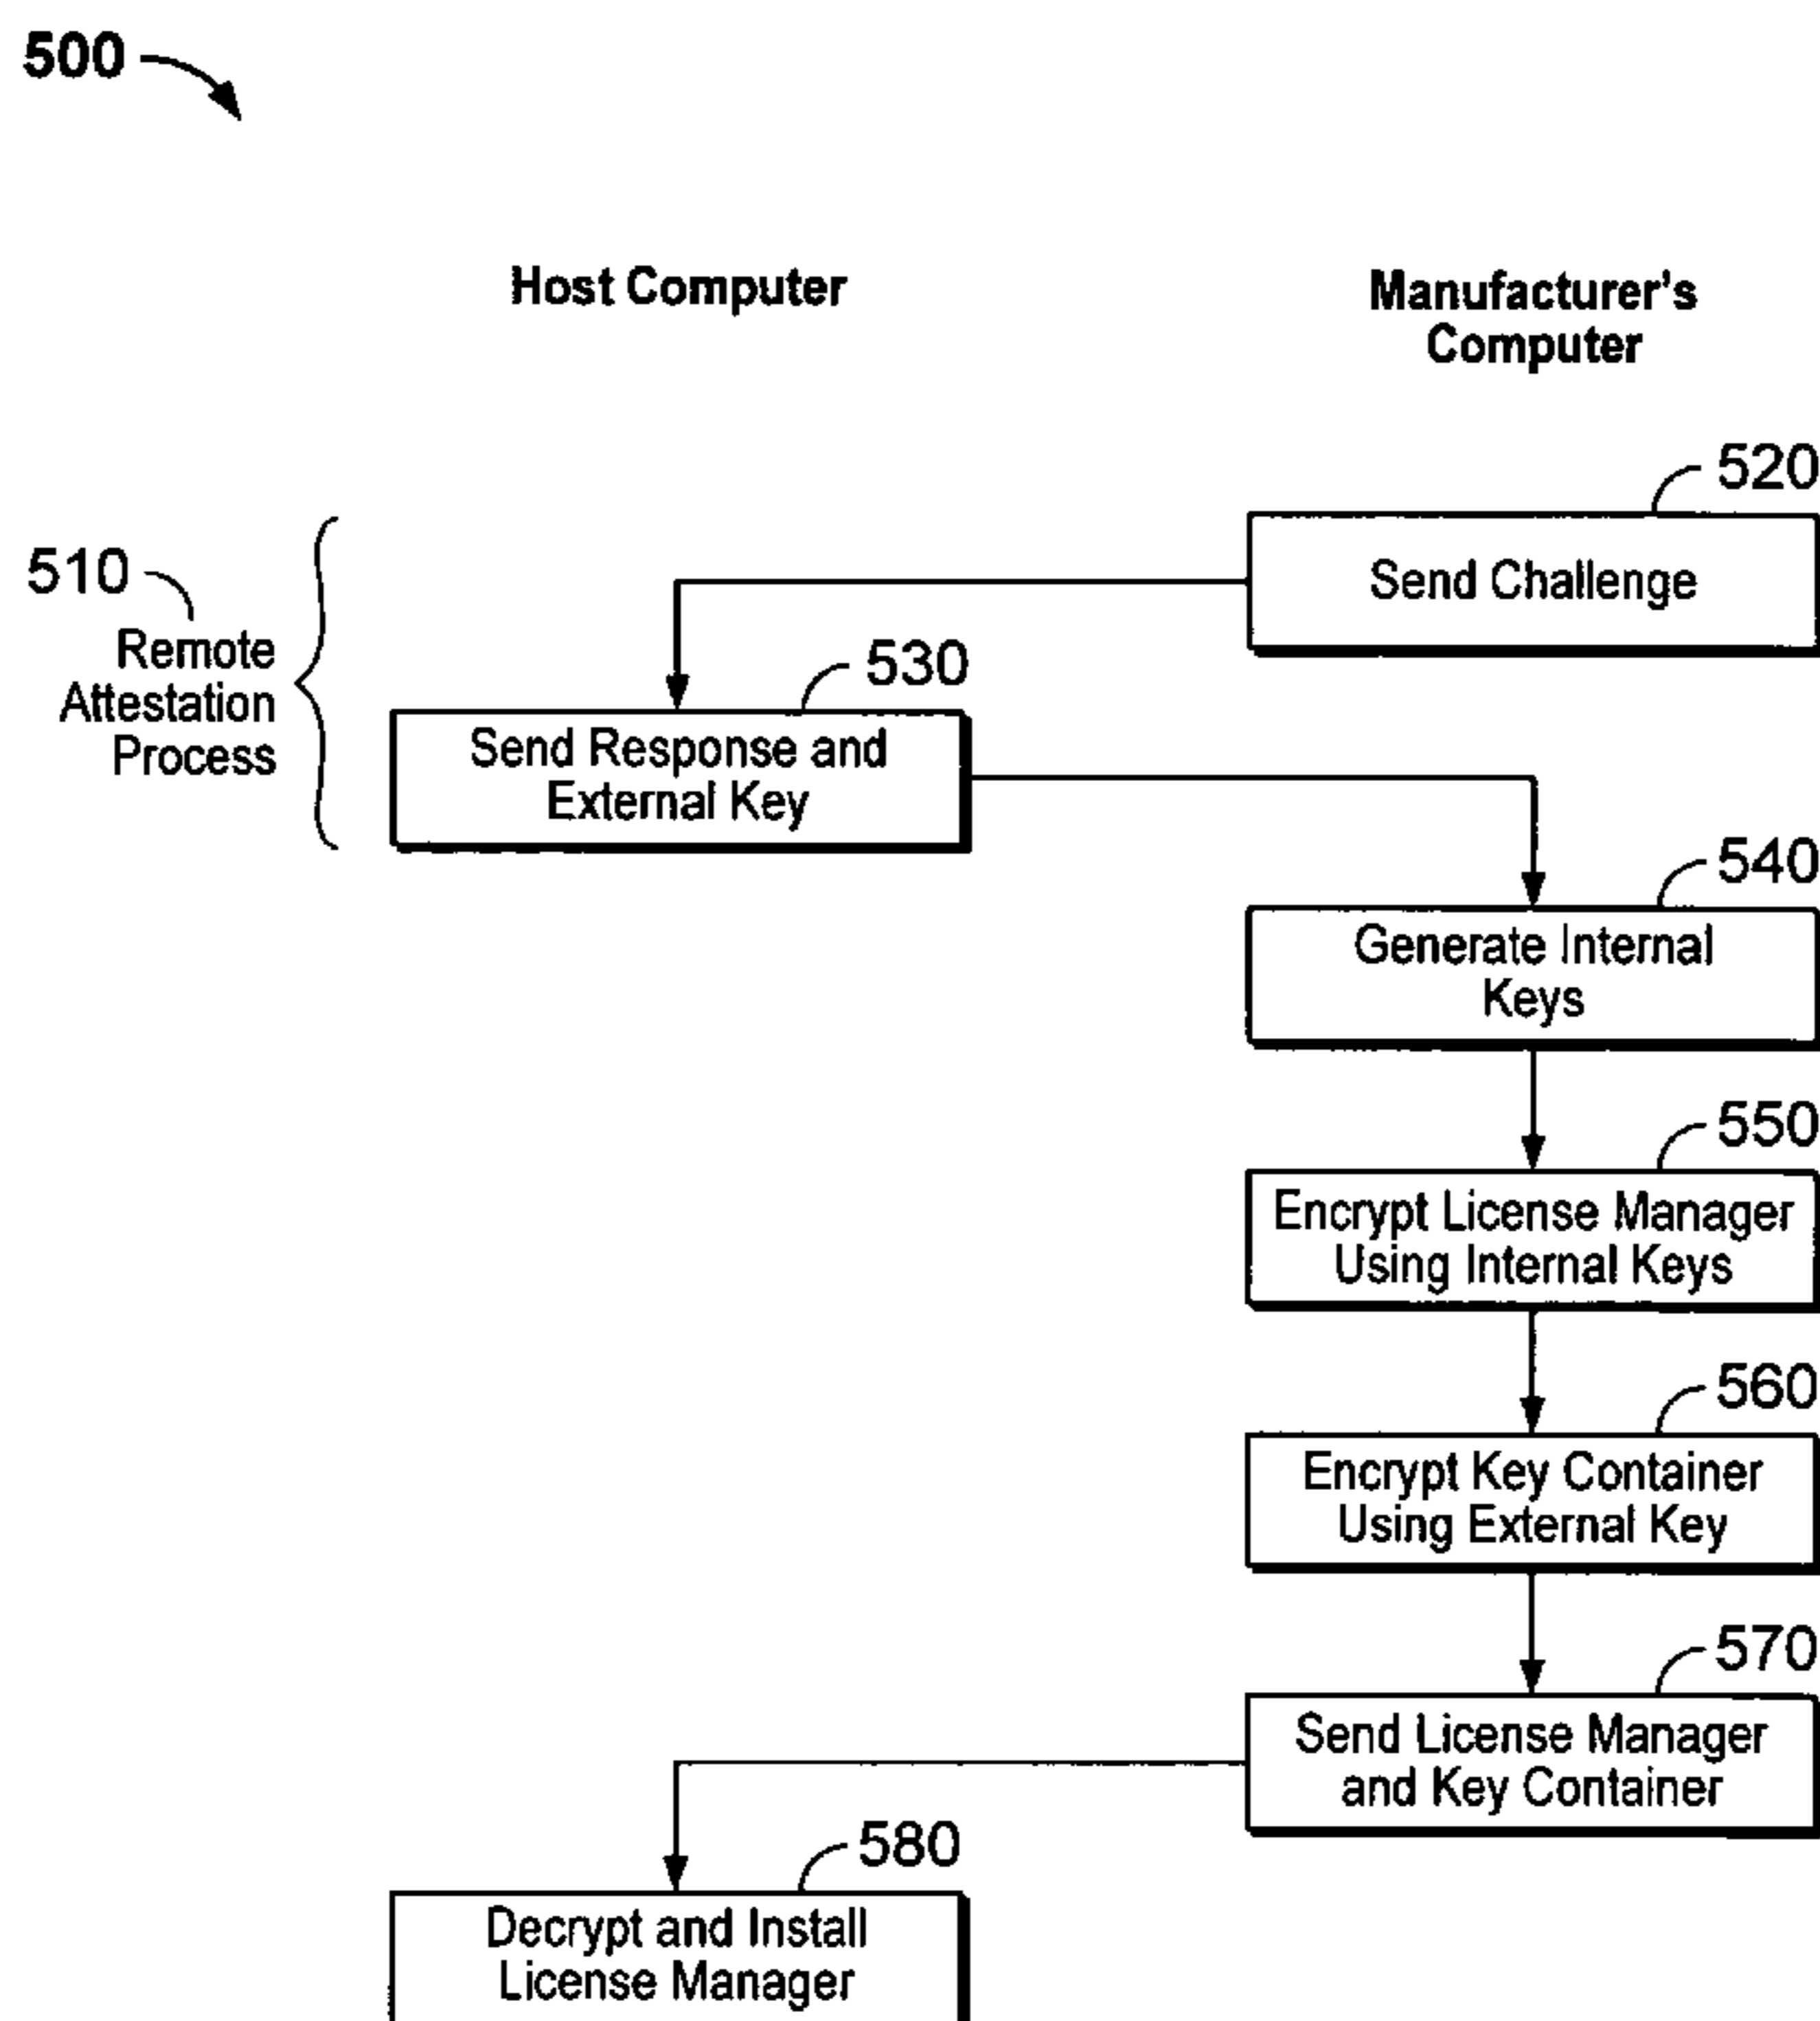 500
Host Computer
Manufacturer's
Computer
520
Send Challenge
510
Remote
Attestation
Process
530
Send Response and
External Key
540
Generate Internal
Keys
550
Encrypt License Manager
Using Internal Keys
560
Encrypt Key Container
Using External Key
570
Send License Manager
and Key Container
580
Decrypt and Install
License Manager